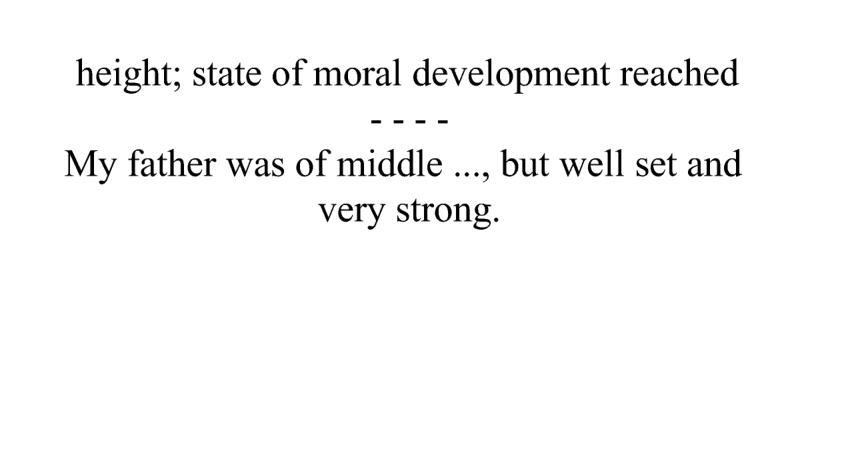 height; state of moral development reached
- - - -
My father was of middle ..., but well set and
very strong.